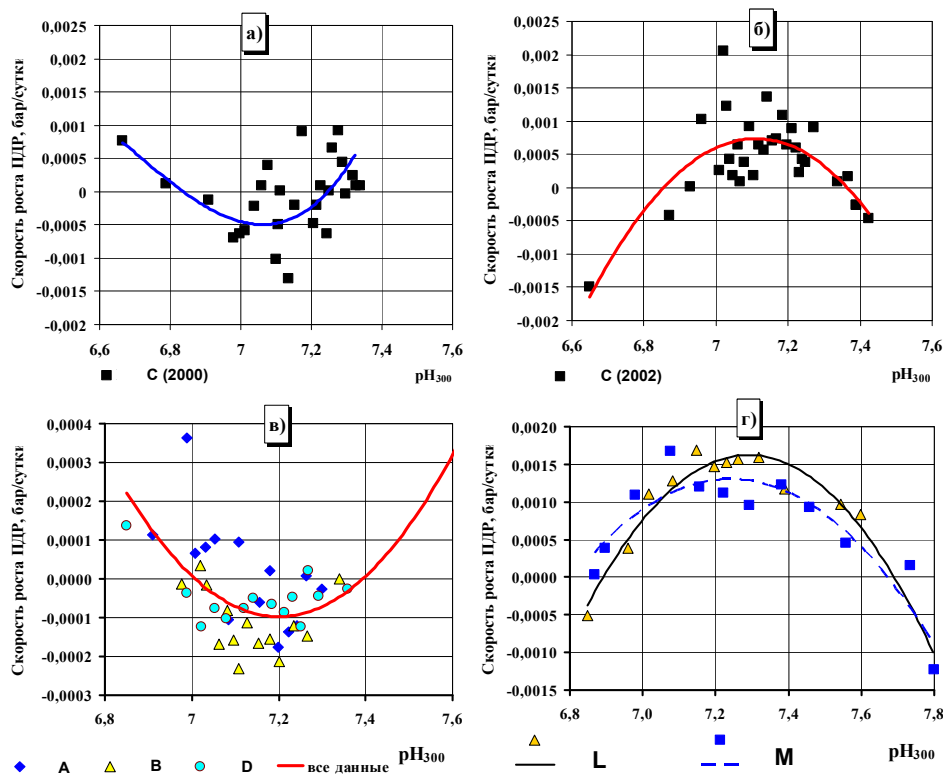 а)
Скорость роста ПДР, бар/сутки
0,0025
0,002
0,0015
0,001
0,0005
0
-0,0005
-0,001
-0,0015
-0,002
6,6 6,8 7 7,2 7,4 7,6
C (2000) pH300
б)
Скорость роста ПДР, бар/сутки
0,0025
0,002
0,0015
0,001
0,0005
0
-0,0005
-0,001
-0,0015
-0,002
6,6 6,8 7 7,2 7,4 7,6
C (2002) pH300
в)
Скорость роста ПДР, бар/сутки
0,0004
0,0003
0,0002
0,0001
0,0000
-0,0001
-0,0002
-0,0003
6,8 7 7,2 7,4 7,6
A B D все данные pH300
г)
Скорость роста ПДР, бар/сутки
0,0020
0,0015
0,0010
0,0005
0,0000
-0,0005
-0,0010
-0,0015
6,8 7,0 7,2 7,4 7,6 7,8
L M pH300